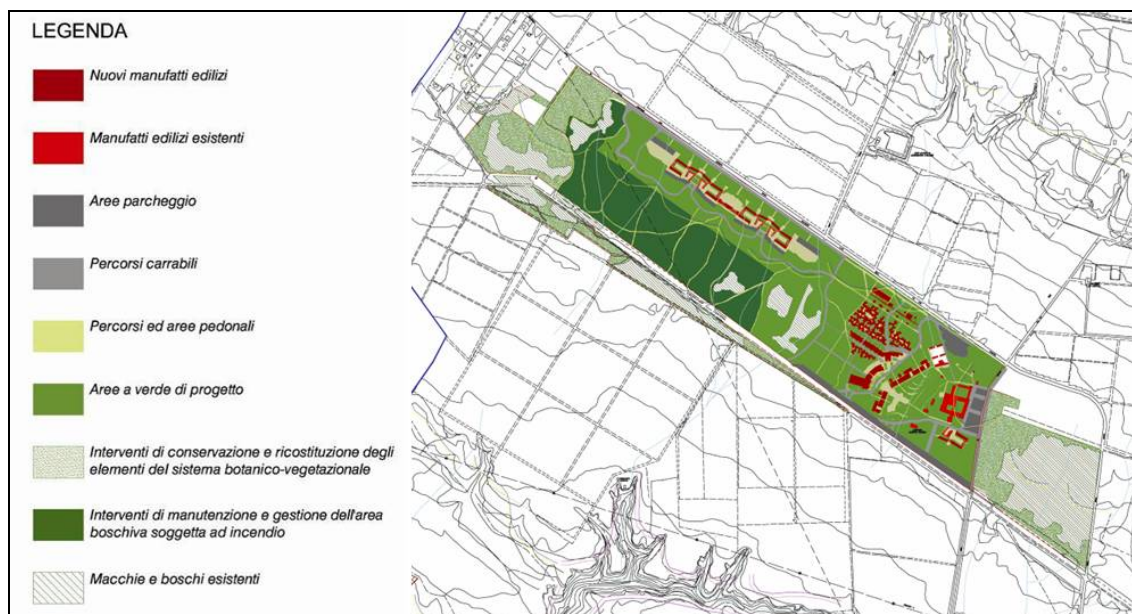 LEGENDA
Nuovi manufatti edilizi
Manufatti edilizi esistenti
Aree parcheggio
Percorsi carrabili
Percorsi ed aree pedonali
Aree a verde di progetto
Interventi di conservazione e ricostituzione degli
elementi del sistema botanico-vegetazionale
Interventi di manutenzione e gestione dell'area
boschiva soggetta ad incendio
Macchie e boschi esistenti